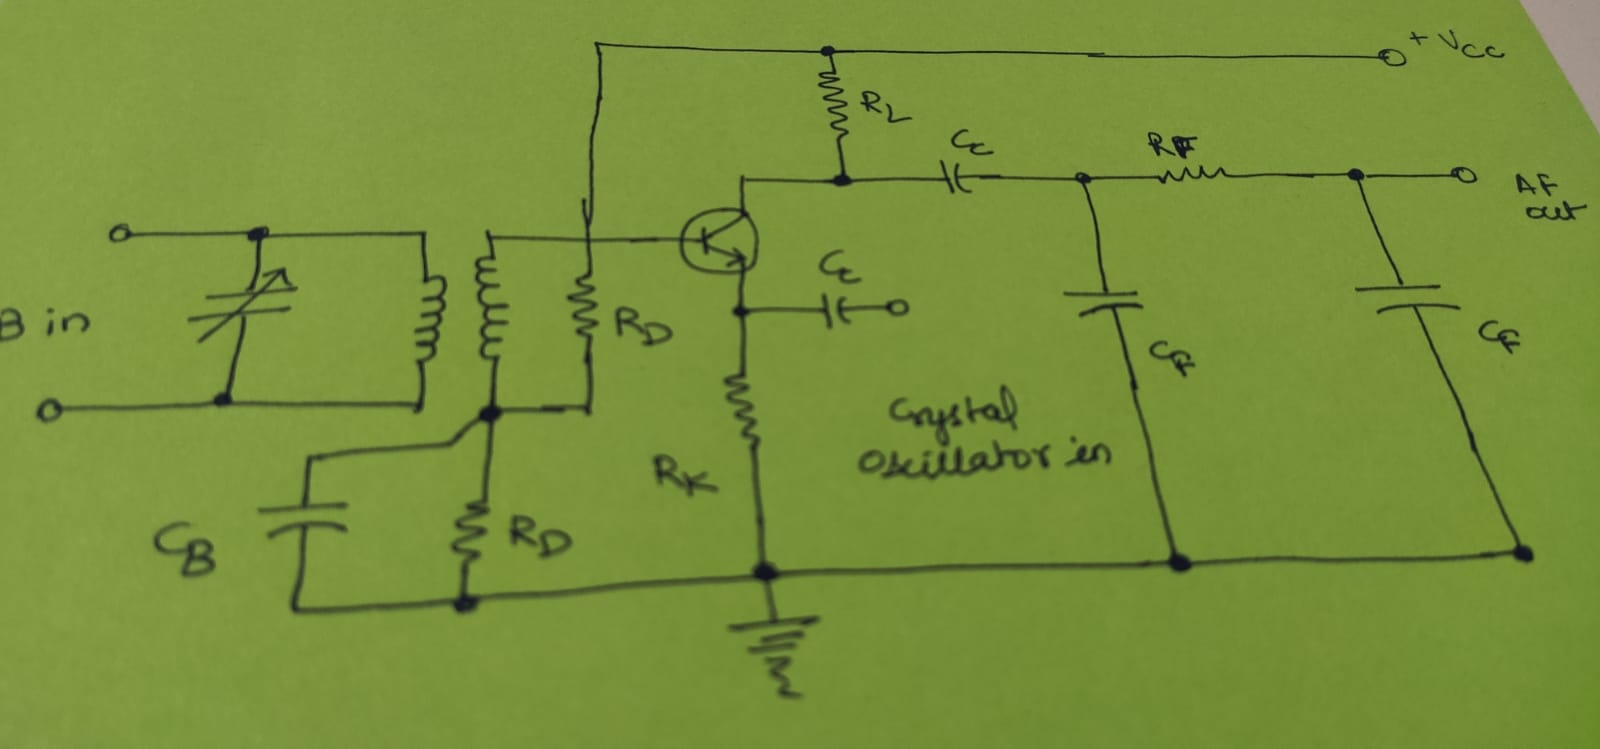 + Vcc
RL
Cc
RF
AF
out
CE
B in
RD
CF
CF
Crystal
Oscillator in
RK
RD
CB